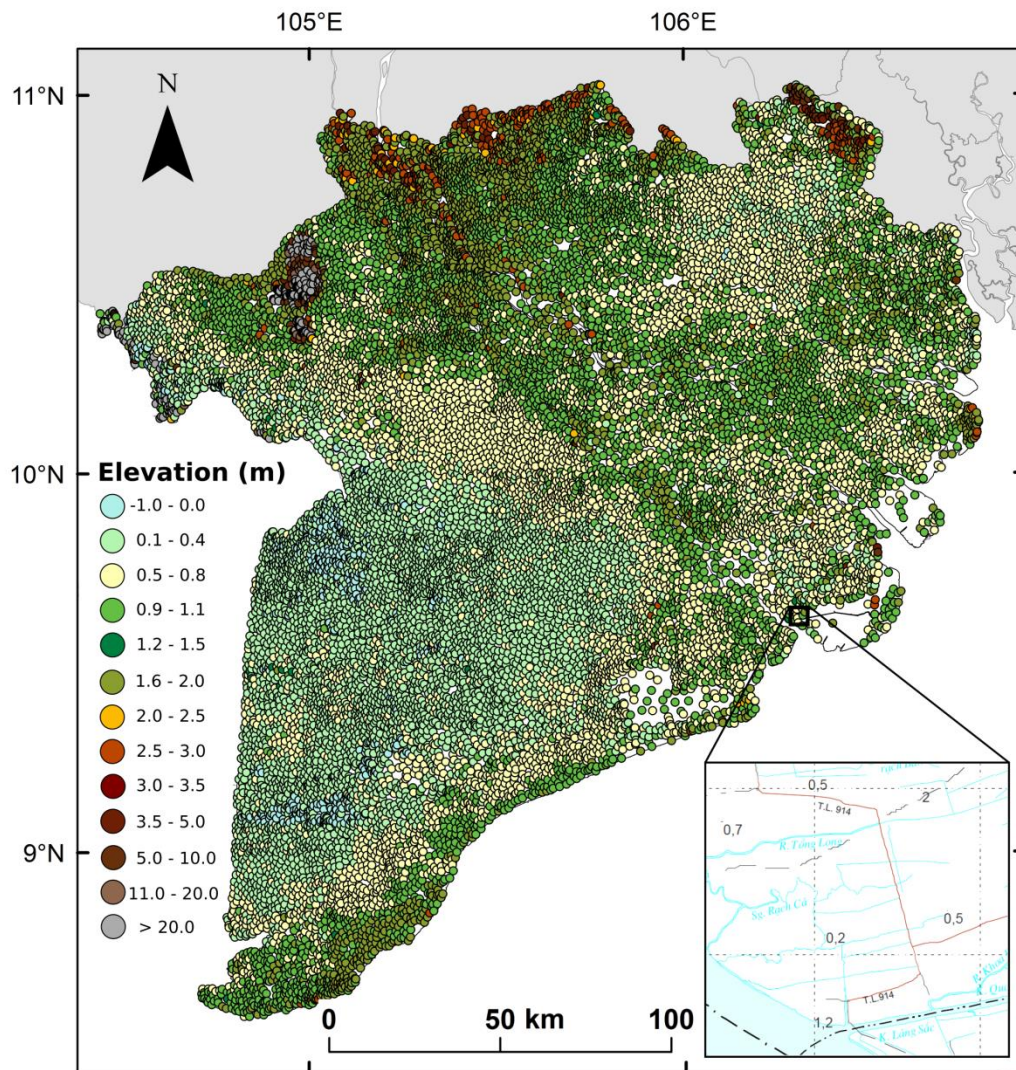 105°E 106°E
11°N
N
10°N
Elevation (m)
-1.0 - 0.0
0.1 - 0.4
0.5 - 0.8
0.9 - 1.1
1.2 - 1.5
1.6 - 2.0
2.0 - 2.5
2.5 - 3.0
3.0 - 3.5
3.5 - 5.0
5.0 - 10.0
11.0 - 20.0
> 20.0
9°N
0 50 km 100
0,5
2
T.L. 914
0,7
R. Tổng Long
Sg. Rạch Cá
0,5
0,2
T.L.914
1,2
K. Láng Sắc